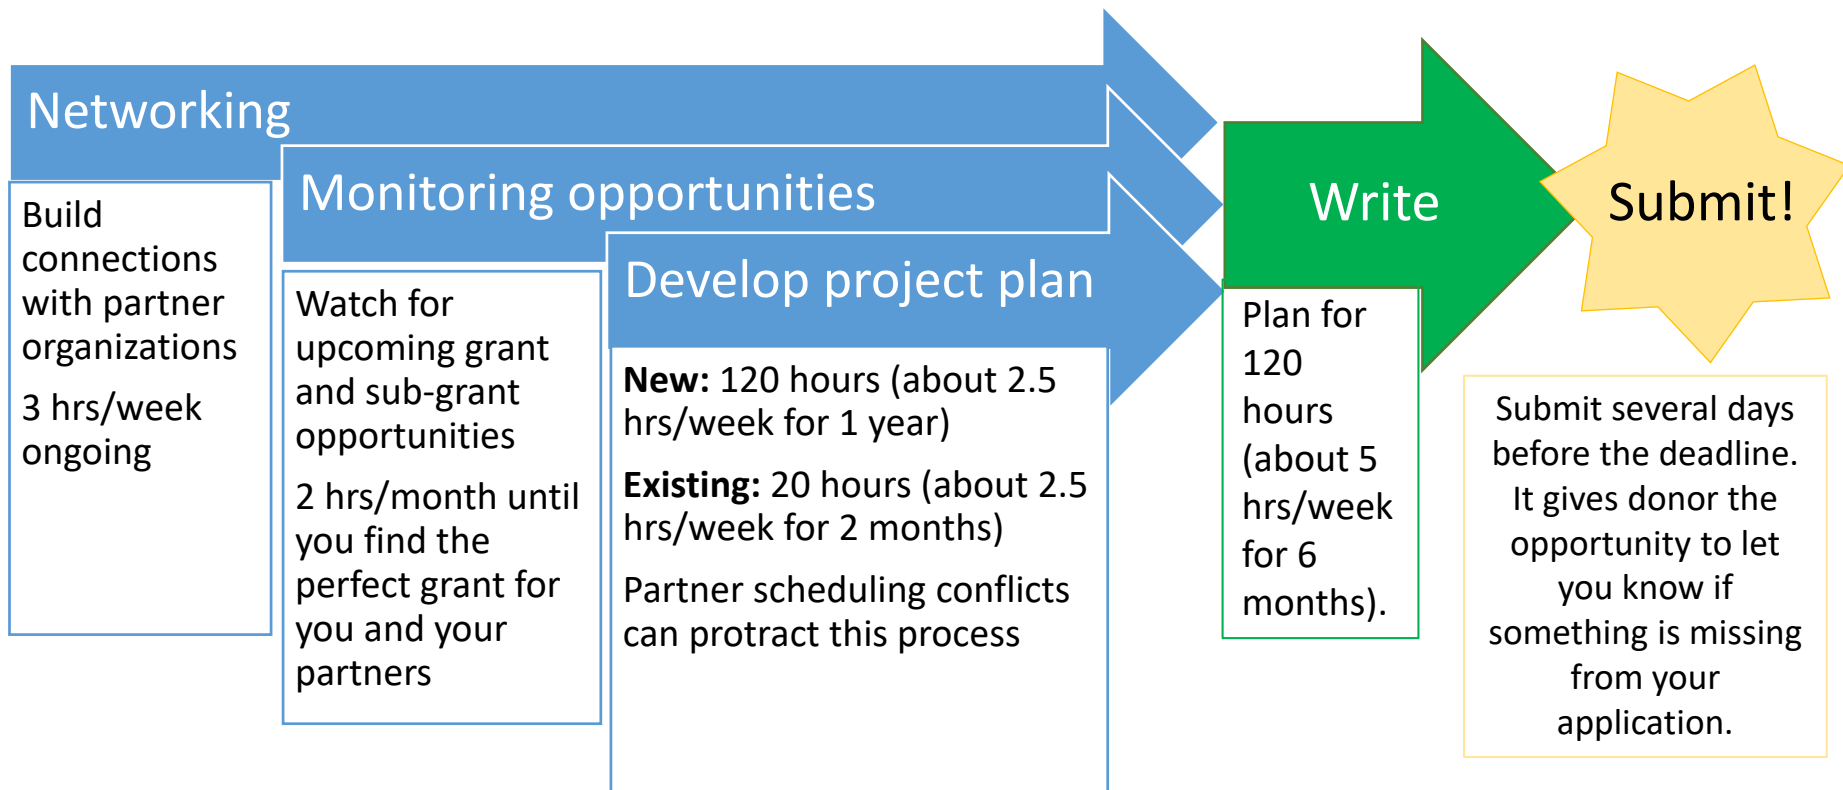 Networking
Build
connections
with partner
organizations
3 hrs/week
ongoing
Monitoring opportunities
Watch for
upcoming grant
and sub-grant
opportunities
2 hrs/month until
you find the
perfect grant for
you and your
partners
Develop project plan
New: 120 hours (about 2.5
hrs/week for 1 year)
Existing: 20 hours (about 2.5
hrs/week for 2 months)
Partner scheduling conflicts
can protract this process
Write
Plan for
120
hours
(about 5
hrs/week
for 6
months).
Submit!
Submit several days
before the deadline.
It gives donor the
opportunity to let
you know if
something is missing
from your
application.